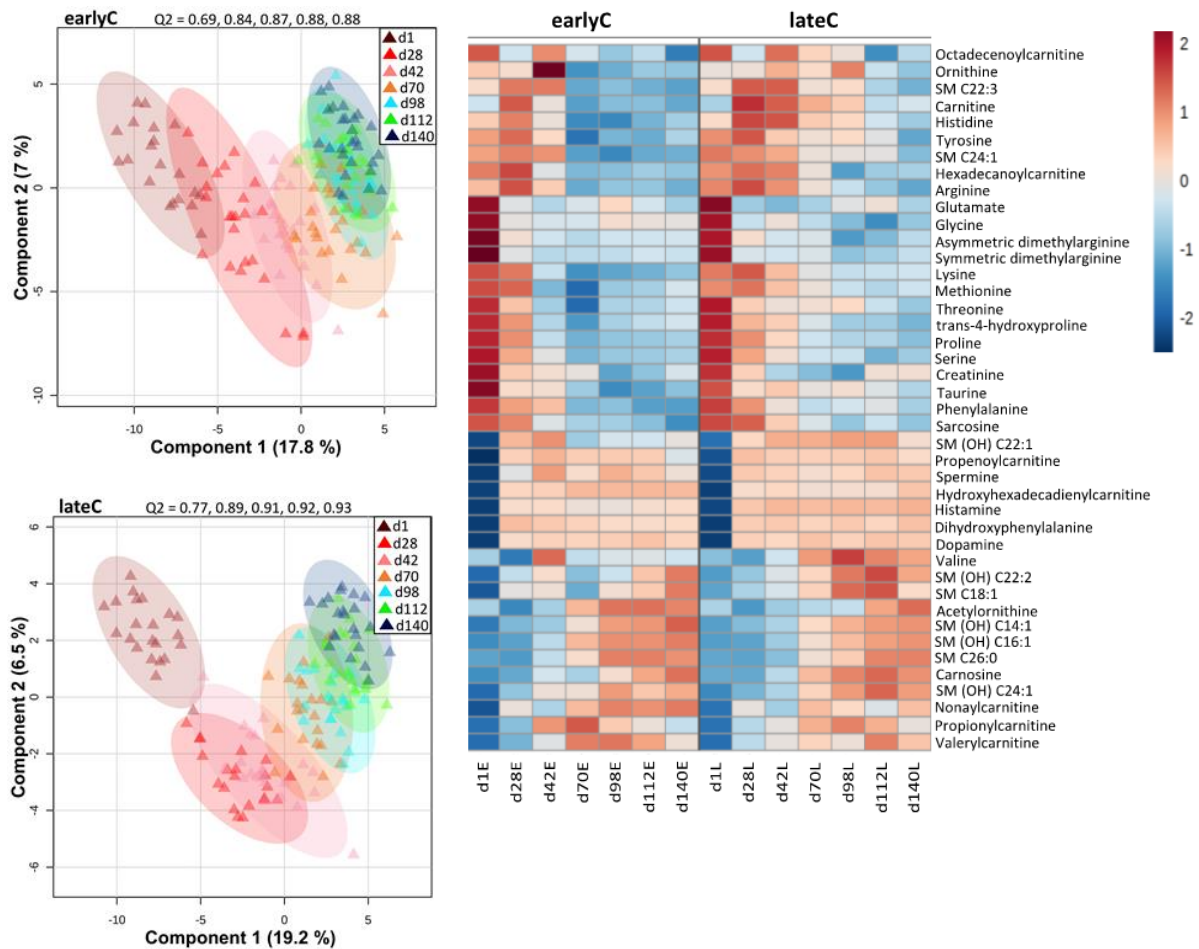 earlyC
Q2 = 0.69, 0.84, 0.87, 0.88, 0.88
d1
d28
d42
d70
d98
d112
d140
5
0
-5
-10
-10
-5
0
5
Component 2 (7 %)
Component 1 (17.8 %)
lateC
Q2 = 0.77, 0.89, 0.91, 0.92, 0.93
d1
d28
d42
d70
d98
d112
d140
6
4
2
0
-2
-4
-6
-10
-5
0
5
Component 2 (6.5 %)
Component 1 (19.2 %)
earlyC
lateC
Octadecenoylcarnitine
Ornithine
SM C22:3
Carnitine
Histidine
Tyrosine
SM C24:1
Hexadecanoylcarnitine
Arginine
Glutamate
Glycine
Asymmetric dimethylarginine
Symmetric dimethylarginine
Lysine
Methionine
Threonine
trans-4-hydroxyproline
Proline
Serine
Creatinine
Taurine
Phenylalanine
Sarcosine
SM (OH) C22:1
Propenoylcarnitine
Spermine
Hydroxyhexadecadienylcarnitine
Histamine
Dihydroxyphenylalanine
Dopamine
Valine
SM (OH) C22:2
SM C18:1
Acetylornithine
SM (OH) C14:1
SM (OH) C16:1
SM C26:0
Carnosine
SM (OH) C24:1
Nonaylcarnitine
Propionylcarnitine
Valerylcarnitine
d1E
d28E
d42E
d70E
d98E
d112E
d140E
d1L
d28L
d42L
d70L
d98L
d112L
d140L
2
1
0
-1
-2